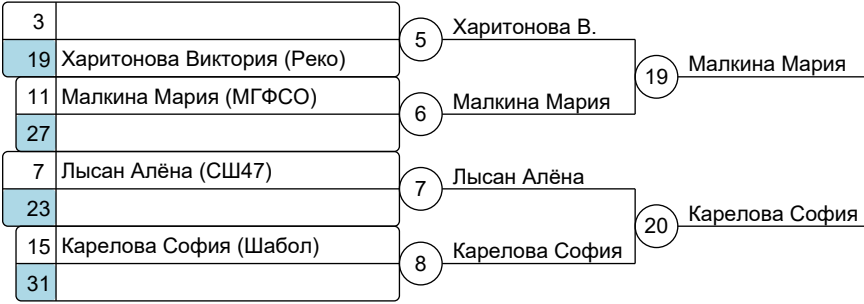 3
19 Харитонова Виктория (Реко)
5
Харитонова В.
11 Малкина Мария (МГФСО)
27
6
Малкина Мария
19
Малкина Мария
7 Лысан Алёна (СШ47)
23
7
Лысан Алёна
15 Карелова София (Шабол)
31
8
Карелова София
20
Карелова София